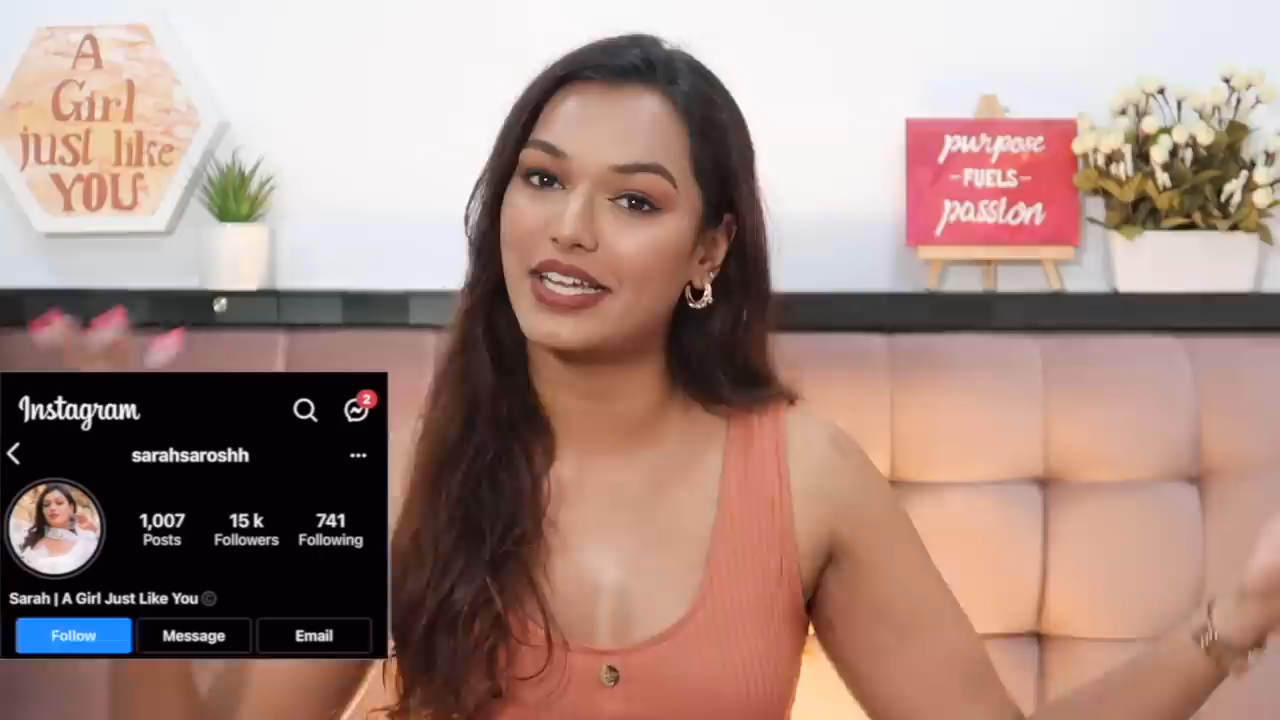 A
Girl
just like
YOU
purpose
-FUELS-
passion
Instagram
2
sarahsaroshh
1,007 15 k 741
Posts Followers Following
Sarah | A Girl Just Like You ©
Follow Message Email